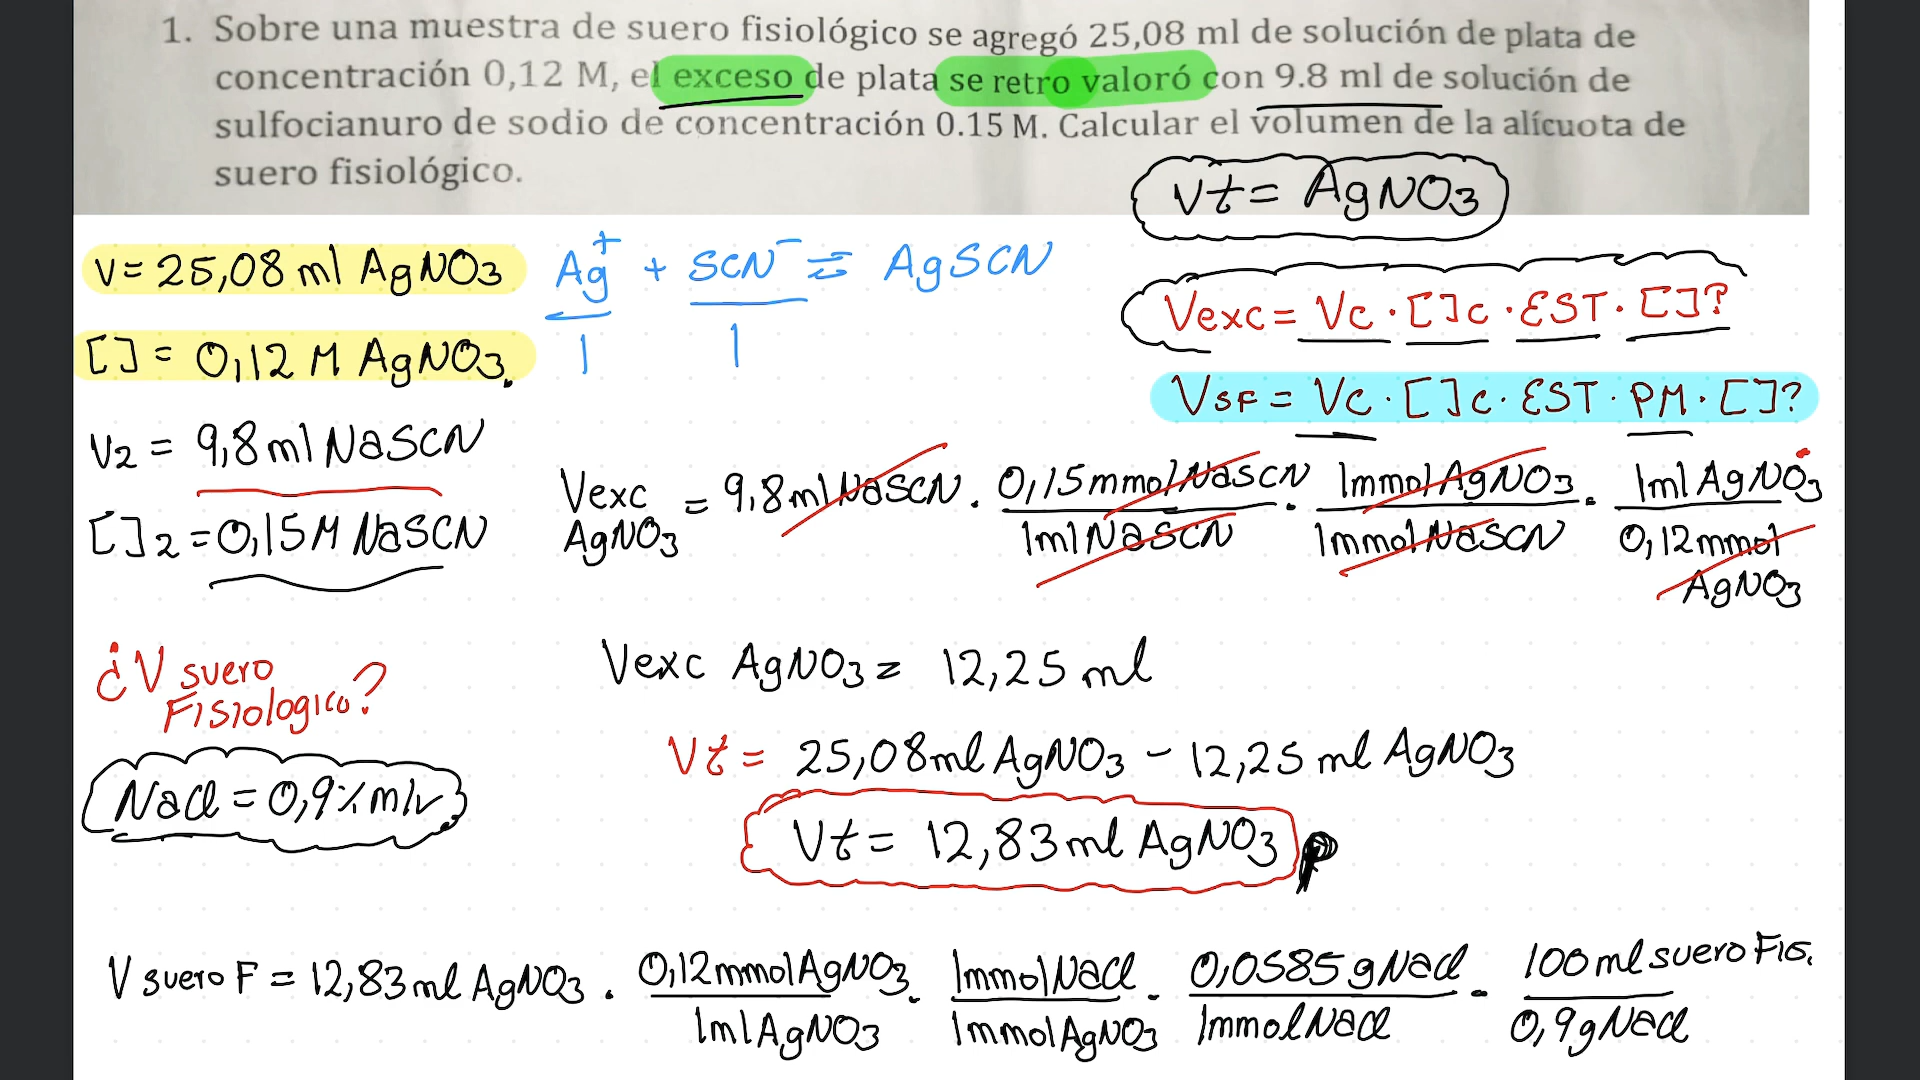 1. Sobre una muestra de suero fisiológico se agregó 25,08 ml de solución de plata de
concentración 0,12 M, el exceso de plata se retro valoró con 9.8 ml de solución de
sulfocianuro de sodio de concentración 0.15 M. Calcular el volumen de la alícuota de
suero fisiológico.
Vt = AgNO3
V = 25,08 ml AgNO3
Ag⁺ + SCN⁻ ⇌ AgSCN
1 1
[ ] = 0,12 M AgNO3.
Vexc = Vc · [ ]c · EST · [ ]?
VSF = Vc · [ ]c · EST · PM · [ ]?
V2 = 9,8 ml NaSCN
[ ]2 = 0,15 M NaSCN
Vexc AgNO3 = 9,8 ml NaSCN · 0,15 mmol NaSCN · 1 mmol AgNO3 · 1 ml AgNO3
1 ml NaSCN 1 mmol NaSCN 0,12 mmol AgNO3
¿V suero Fisiologico?
Vexc AgNO3 = 12,25 ml
Vt = 25,08 ml AgNO3 - 12,25 ml AgNO3
NaCl = 0,9 % m/v
Vt = 12,83 ml AgNO3
V suero F = 12,83 ml AgNO3 · 0,12 mmol AgNO3 · 1 mmol NaCl · 0,0585 g NaCl · 100 ml suero Fis.
1 ml AgNO3 1 mmol AgNO3 1 mmol NaCl 0,9 g NaCl